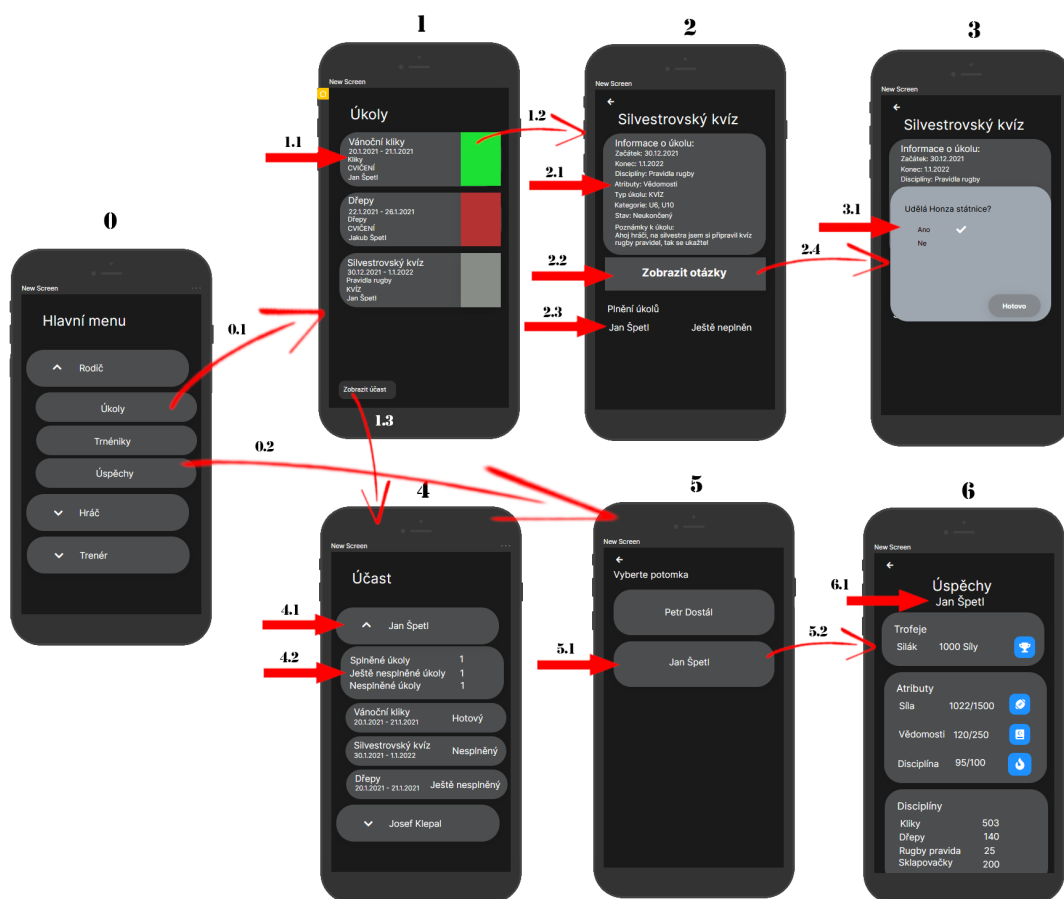 0
New Screen
Hlavní menu
Rodič
Úkoly
Trnéniky
Úspěchy
Hráč
Trenér
0.1
0.2
1
New Screen
Úkoly
1.1
Vánoční kliky
20.1.2021 - 21.1.2021
Kliky
CVIČENÍ
Jan Špetl
Dřepy
22.1.2021 - 26.1.2021
Dřepy
CVIČENÍ
Jakub Špetl
Silvestrovský kvíz
30.12.2021 - 1.1.2022
Pravidla rugby
KVÍZ
Jan Špetl
Zobrazit účast
1.2
1.3
2
New Screen
Silvestrovský kvíz
Informace o úkolu:
Začátek: 30.12.2021
Konec: 1.1.2022
Disciplíny: Pravidla rugby
2.1
Atributy: Vědomosti
Typ úkolu: KVÍZ
Kategorie: U6, U10
Stav: Neukončený
Poznámky k úkolu:
Ahoj hráči, na silvestra jsem si připravil kvíz
rugby pravidel, tak se ukažte!
2.2
Zobrazit otázky
2.3
Plnění úkolů
Jan Špetl Ještě neplněn
2.4
3
New Screen
Silvestrovský kvíz
Informace o úkolu:
Začátek: 30.12.2021
Konec: 1.1.2022
Disciplíny: Pravidla rugby
Udělá Honza státnice?
3.1
Ano
Ne
Hotovo
4
New Screen
Účast
4.1
Jan Špetl
4.2
Splněné úkoly 1
Ještě nesplněné úkoly 1
Nesplněné úkoly 1
Vánoční kliky
20.1.2021 - 21.1.2021
Hotový
Silvestrovský kvíz
30.1.2021 - 1.1.2022
Nesplněný
Dřepy
20.1.2021 - 21.1.2021
Ještě nesplněný
Josef Klepal
5
New Screen
Vyberte potomka
Petr Dostál
5.1
Jan Špetl
5.2
6
New Screen
Úspěchy
6.1
Jan Špetl
Trofeje
Silák 1000 Síly
Atributy
Síla 1022/1500
Vědomosti 120/250
Disciplína 95/100
Disciplíny
Kliky 503
Dřepy 140
Rugby pravida 25
Sklapovačky 200